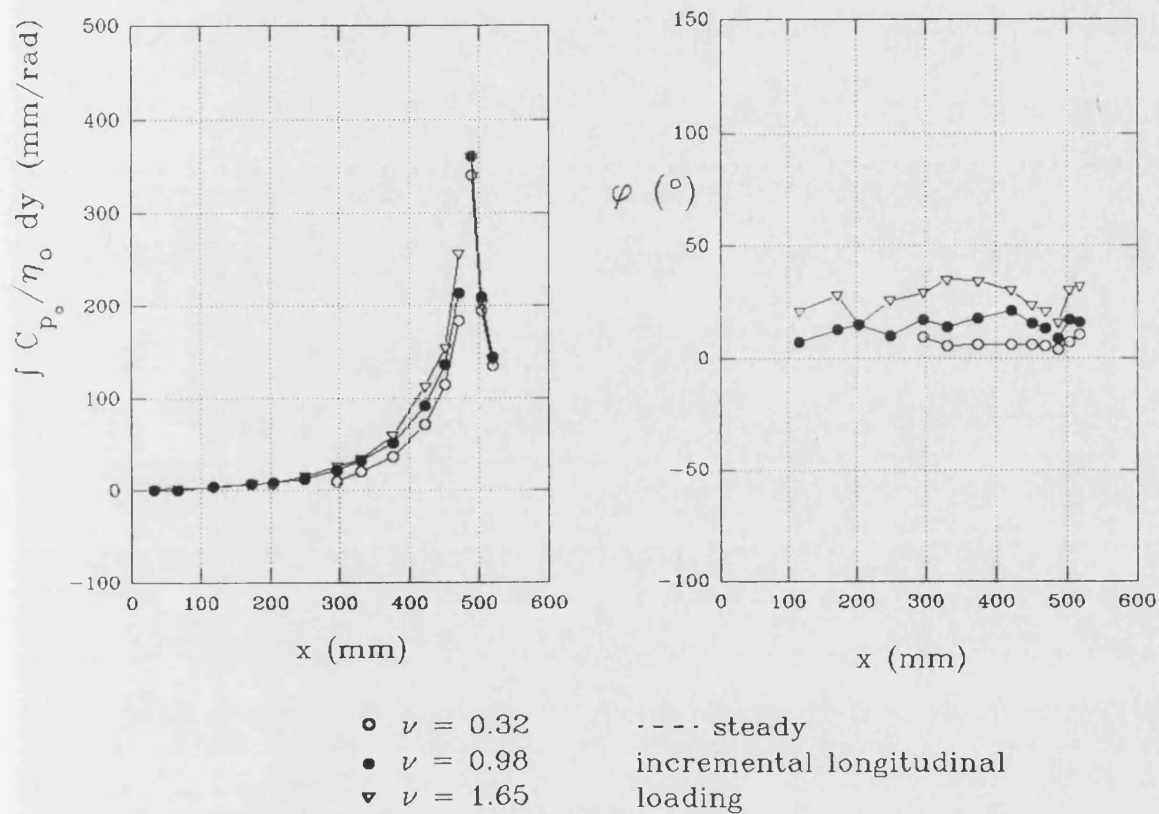 ∫ C_{p_o}/η_o dy (mm/rad)
500
400
300
200
100
0
−100
0 100 200 300 400 500 600
x (mm)
φ (°)
150
100
50
0
−50
−100
0 100 200 300 400 500 600
x (mm)
ν = 0.32
ν = 0.98
ν = 1.65
---- steady
incremental longitudinal
loading